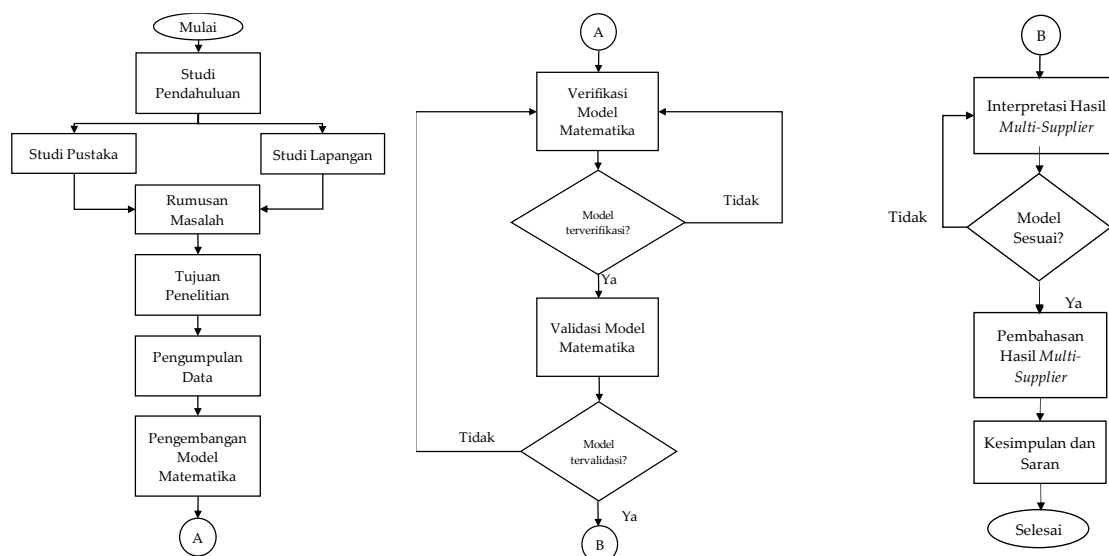 Mulai
Studi
Pendahuluan
Studi Pustaka
Studi Lapangan
Rumusan
Masalah
Tujuan
Penelitian
Pengumpulan
Data
Pengembangan
Model
Matematika
A
A
Verifikasi
Model
Matematika
Model
terverifikasi?
Tidak
Ya
Validasi Model
Matematika
Tidak
Model
tervalidasi?
Ya
B
B
Interpretasi Hasil
Multi-Supplier
Tidak
Model
Sesuai?
Ya
Pembahasan
Hasil Multi-
Supplier
Kesimpulan dan
Saran
Selesai